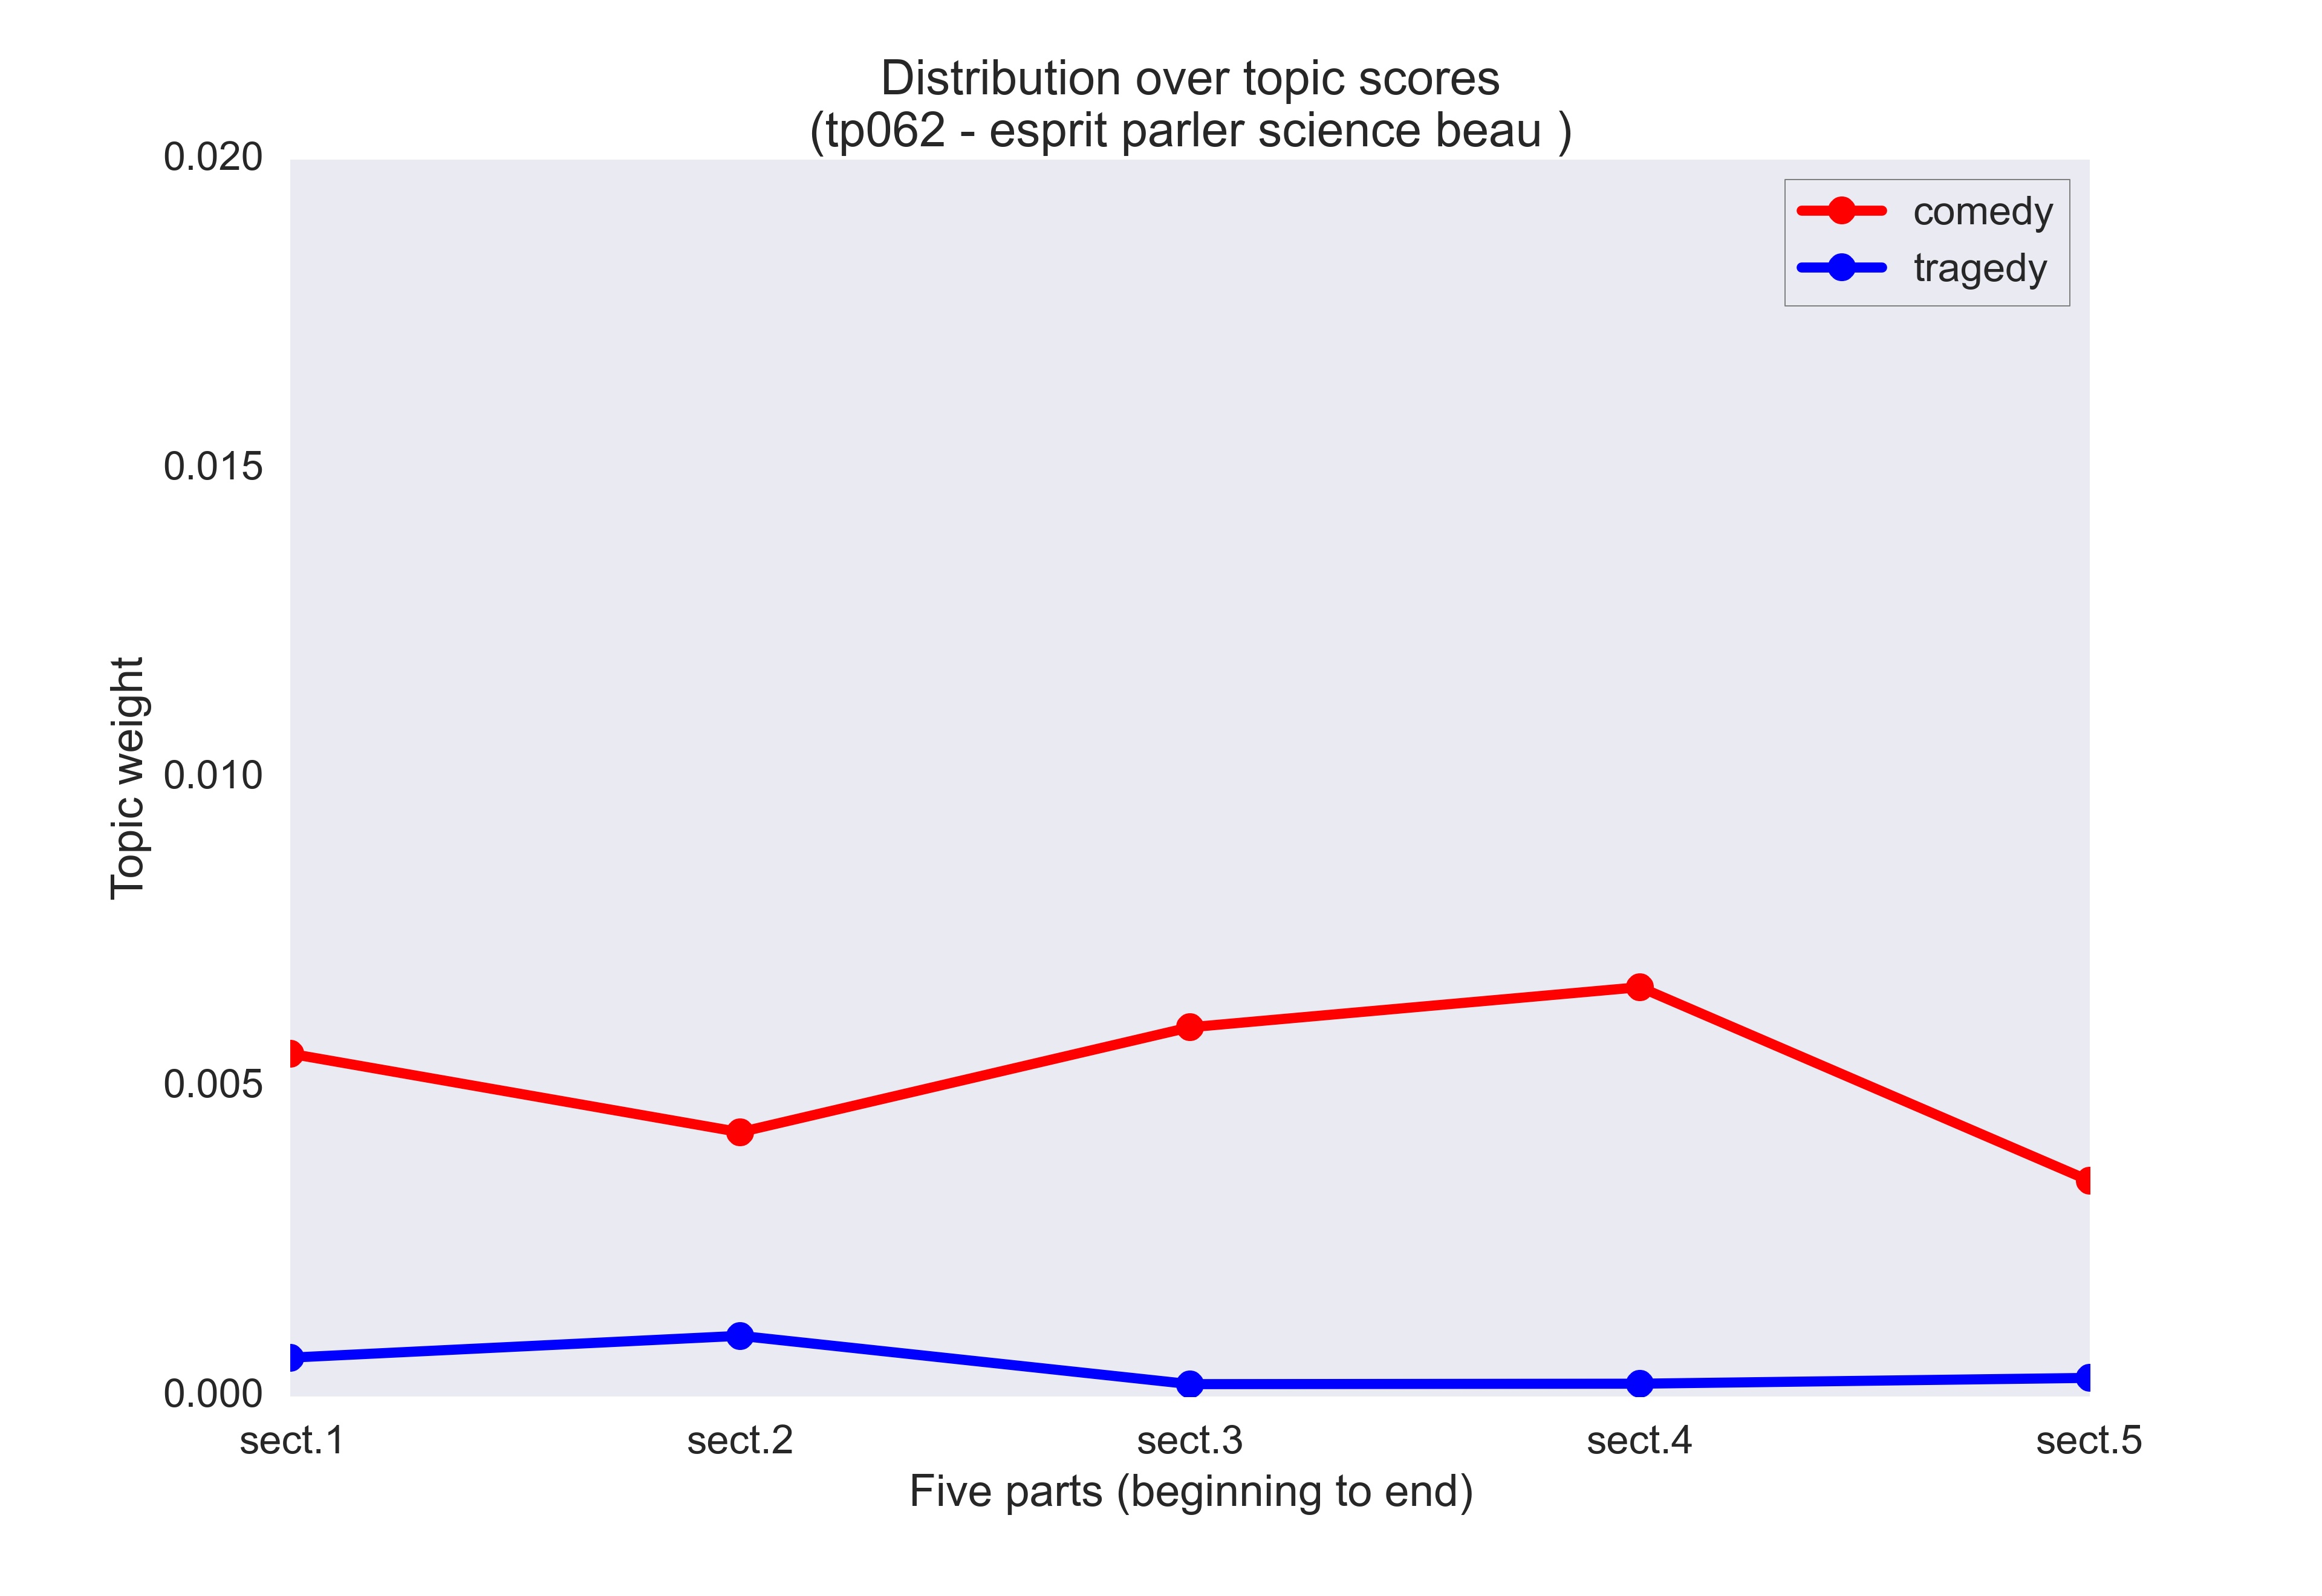 Distribution over topic scores
(tp062 - esprit parler science beau )
comedy
tragedy
Topic weight
0.020
0.015
0.010
0.005
0.000
sect.1
sect.2
sect.3
sect.4
sect.5
Five parts (beginning to end)